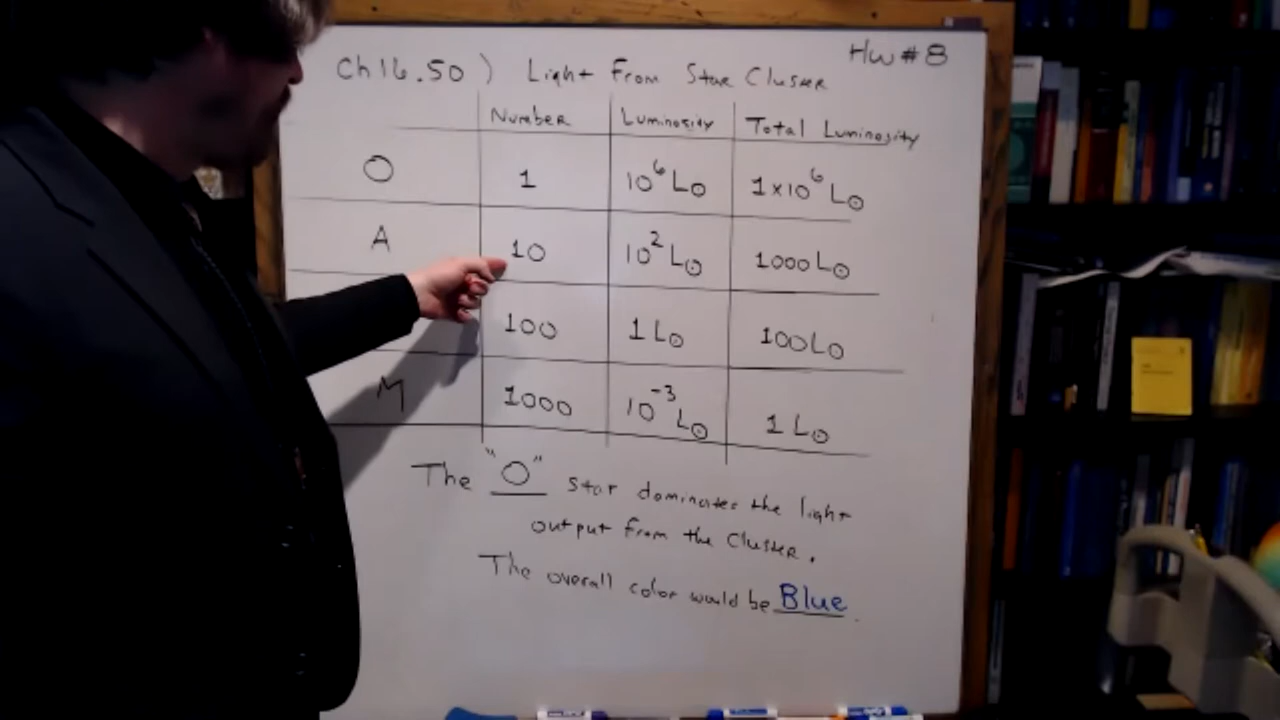 Hw#8
Ch16.50) Light From Star Cluster
Number Luminosity Total Luminosity
O 1 10⁶ L☉ 1x10⁶ L☉
A 10 10² L☉ 1000 L☉
100 1 L☉ 100 L☉
M 1000 10⁻³ L☉ 1 L☉
The "O" star dominates the light
output from the cluster.
The overall color would be Blue.